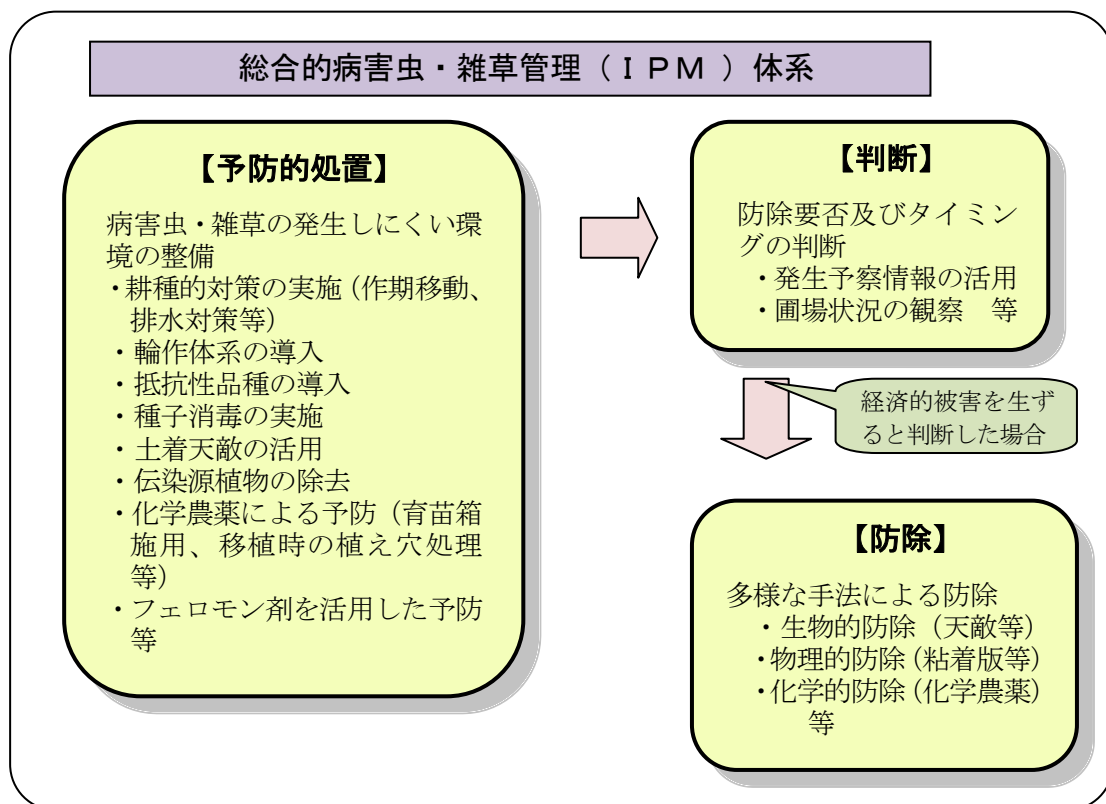 総合的病害虫・雑草管理（ＩＰＭ）体系
【予防的処置】
病害虫・雑草の発生しにくい環
境の整備
・耕種的対策の実施（作期移動、
排水対策等）
・輪作体系の導入
・抵抗性品種の導入
・種子消毒の実施
・土着天敵の活用
・伝染源植物の除去
・化学農薬による予防（育苗箱
施用、移植時の植え穴処理
等）
・フェロモン剤を活用した予防
等
【判断】
防除要否及びタイミン
グの判断
・発生予察情報の活用
・圃場状況の観察　等
経済的被害を生ず
ると判断した場合
【防除】
多様な手法による防除
・生物的防除（天敵等）
・物理的防除（粘着版等）
・化学的防除（化学農薬）
等